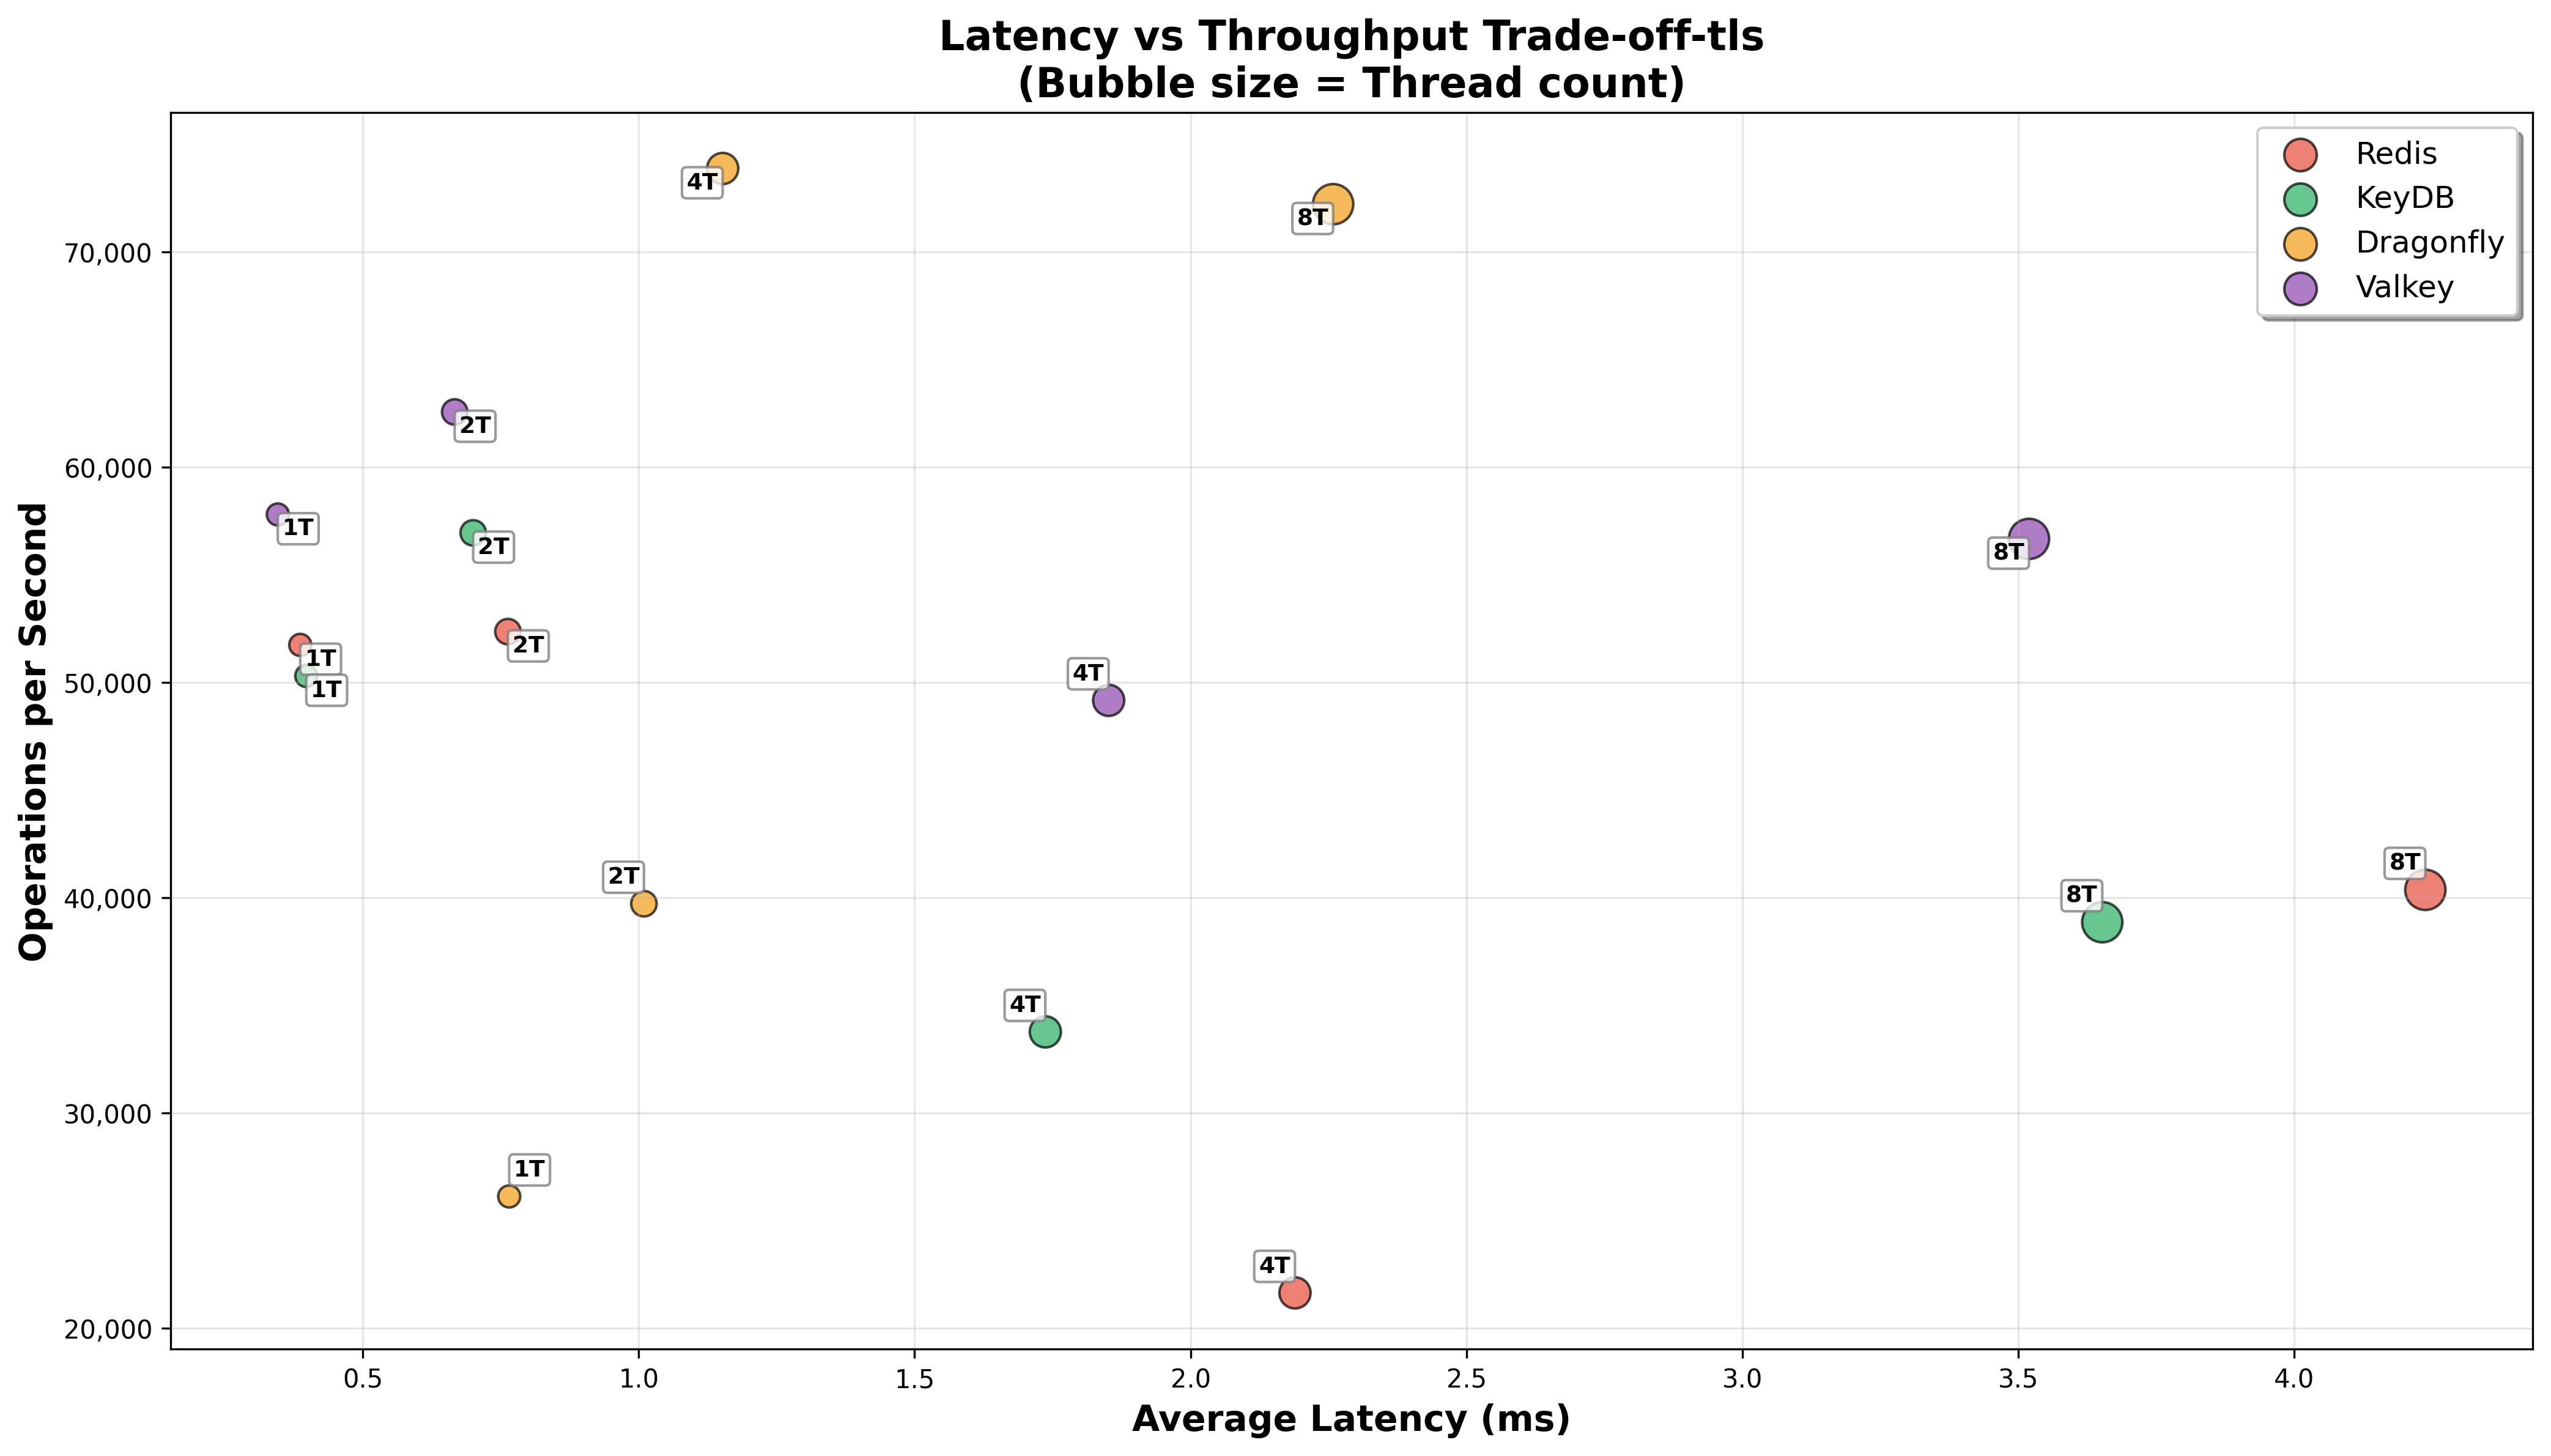 Latency vs Throughput Trade-off-tls
(Bubble size = Thread count)
Redis
KeyDB
Dragonfly
Valkey
4T
8T
2T
1T
2T
8T
2T
1T
1T
4T
2T
8T
8T
4T
1T
4T
70,000
60,000
50,000
40,000
30,000
20,000
Operations per Second
0.5
1.0
1.5
2.0
2.5
3.0
3.5
4.0
Average Latency (ms)